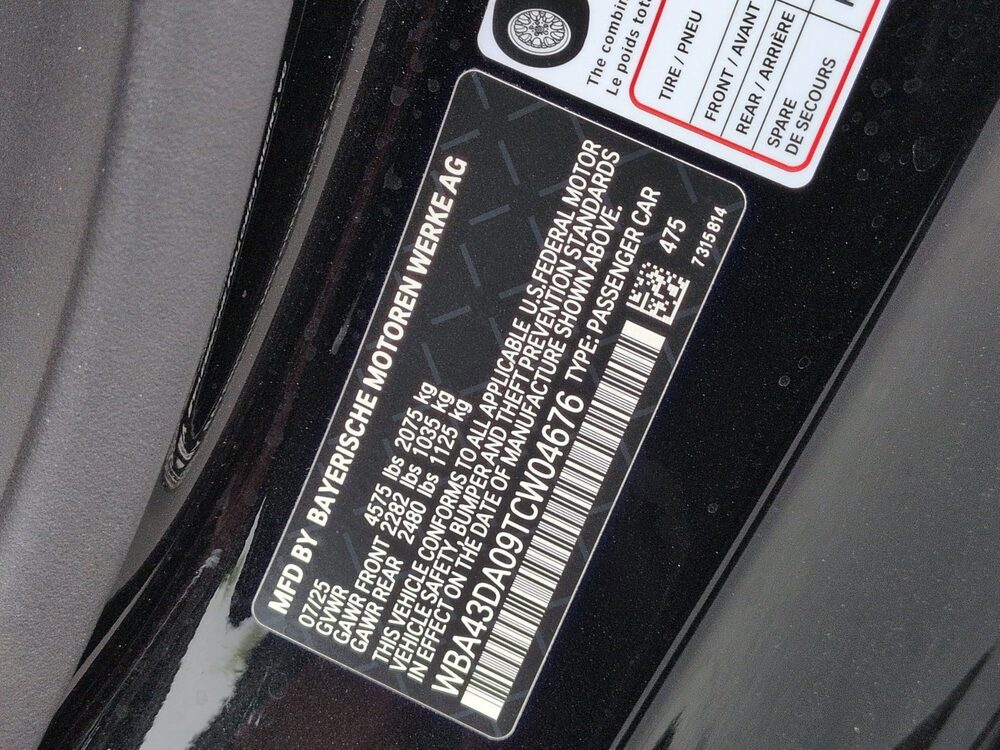 The combin
Le poids tota
TIRE / PNEU
FRONT / AVANT
REAR / ARRIÈRE
SPARE
DE SECOURS
MFD BY BAYERISCHE MOTOREN WERKE AG
07/25
GVWR 4575 lbs 2075 kg
GAWR FRONT 2282 lbs 1035 kg
GAWR REAR 2480 lbs 1125 kg
THIS VEHICLE CONFORMS TO ALL APPLICABLE U.S.FEDERAL MOTOR
VEHICLE SAFETY, BUMPER AND THEFT PREVENTION STANDARDS
IN EFFECT ON THE DATE OF MANUFACTURE SHOWN ABOVE.
WBA43DA09TCW04676 TYPE: PASSENGER CAR
475
7315814